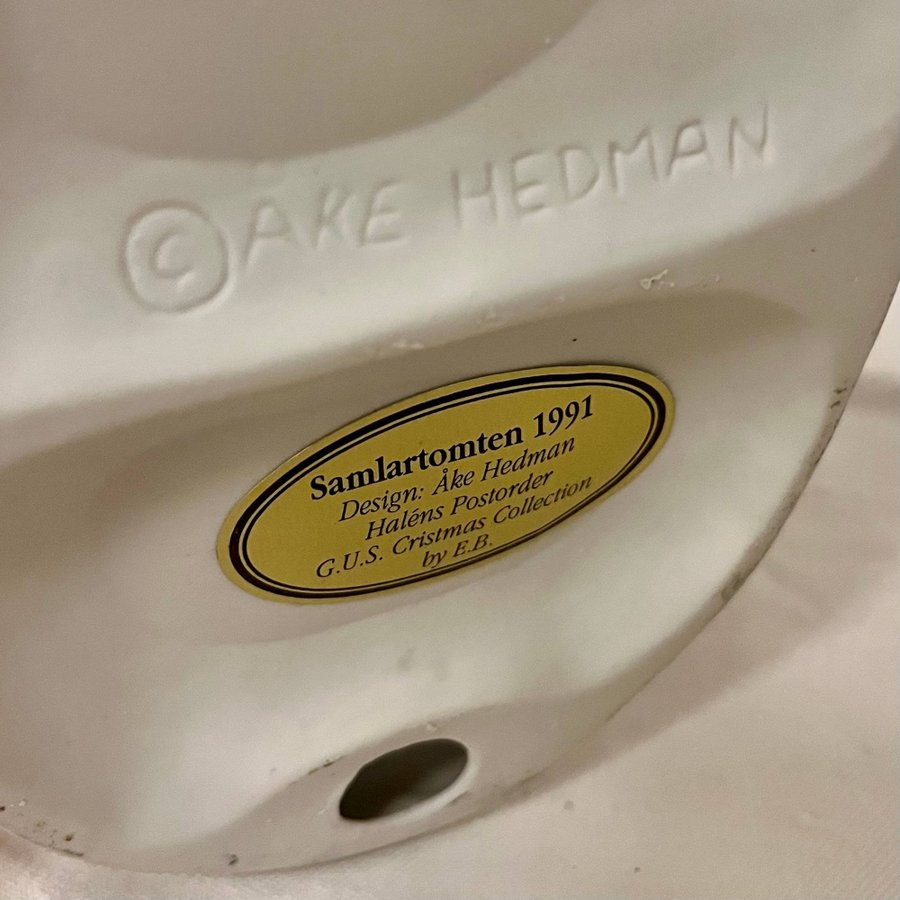 © ÅKE HEDMAN
Samlartomten 1991
Design: Åke Hedman
Haléns Postorder
G.U.S. Cristmas Collection
by E.B.